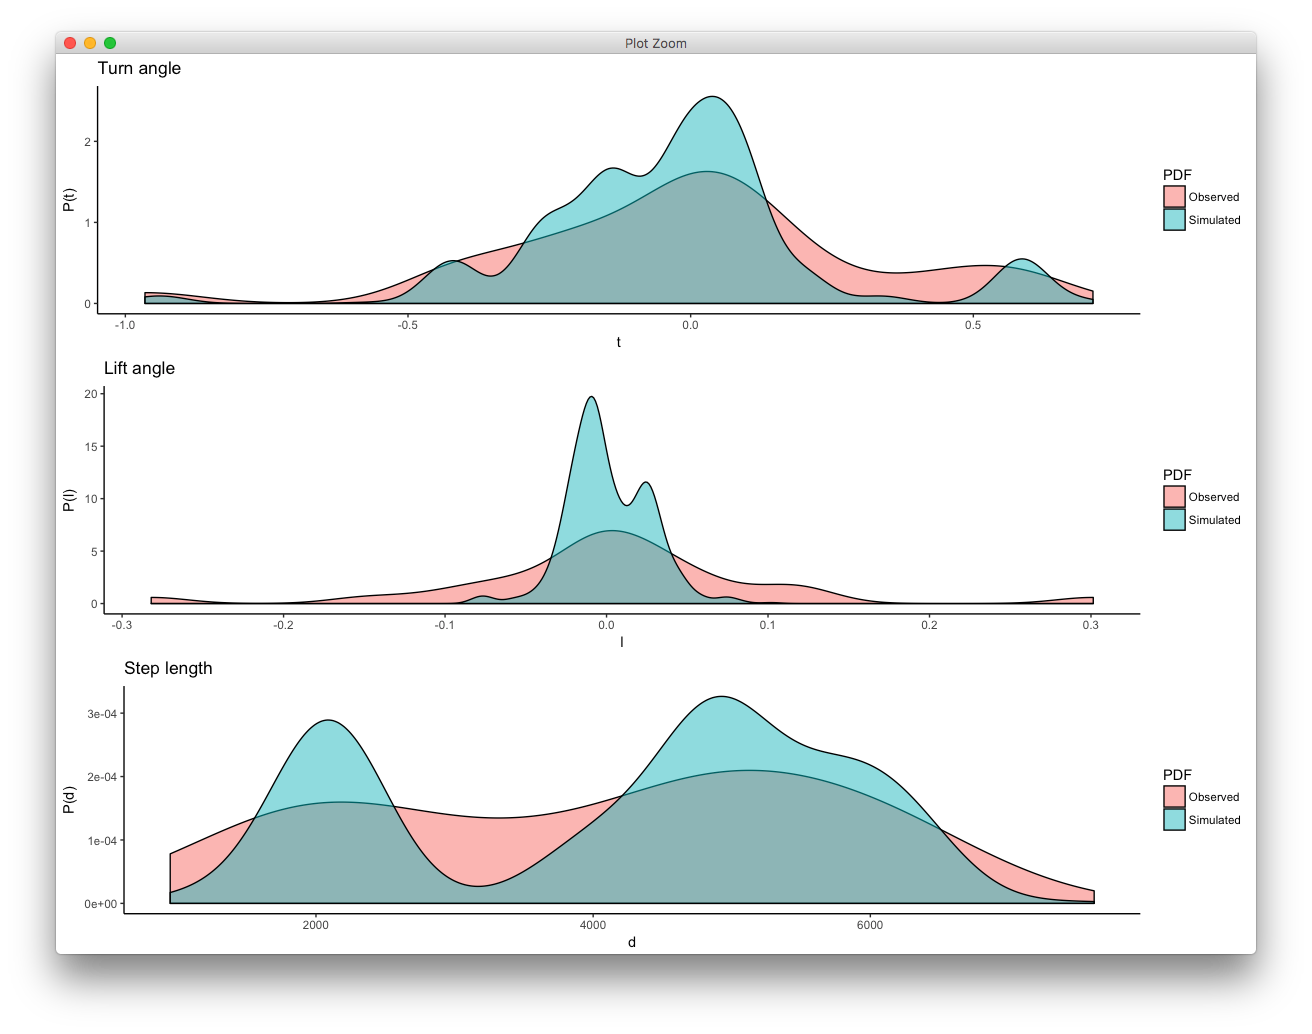 Plot Zoom
Turn angle
P(t)
2
1
0
-1.0 -0.5 0.0 0.5
t
PDF
Observed
Simulated
Lift angle
P(l)
20
15
10
5
0
-0.3 -0.2 -0.1 0.0 0.1 0.2 0.3
l
PDF
Observed
Simulated
Step length
P(d)
3e-04
2e-04
1e-04
0e+00
2000 4000 6000
d
PDF
Observed
Simulated